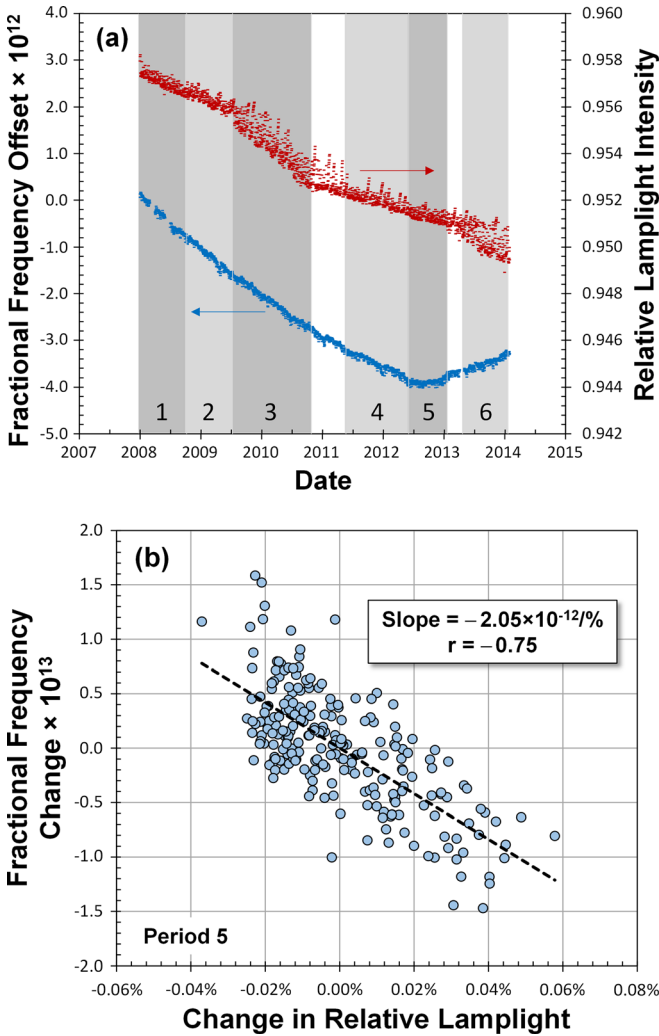 (a)
Fractional Frequency Offset × 10¹²
4.0
3.0
2.0
1.0
0.0
-1.0
-2.0
-3.0
-4.0
-5.0
0.960
0.958
0.956
0.954
0.952
0.950
0.948
0.946
0.944
0.942
Relative Lamplight Intensity
1 2 3 4 5 6
2007 2008 2009 2010 2011 2012 2013 2014 2015
Date
(b)
Fractional Frequency
Change × 10¹³
2.0
1.5
1.0
0.5
0.0
-0.5
-1.0
-1.5
-2.0
Slope = −2.05×10⁻¹²/%
r = −0.75
Period 5
-0.06% -0.04% -0.02% 0.00% 0.02% 0.04% 0.06% 0.08%
Change in Relative Lamplight